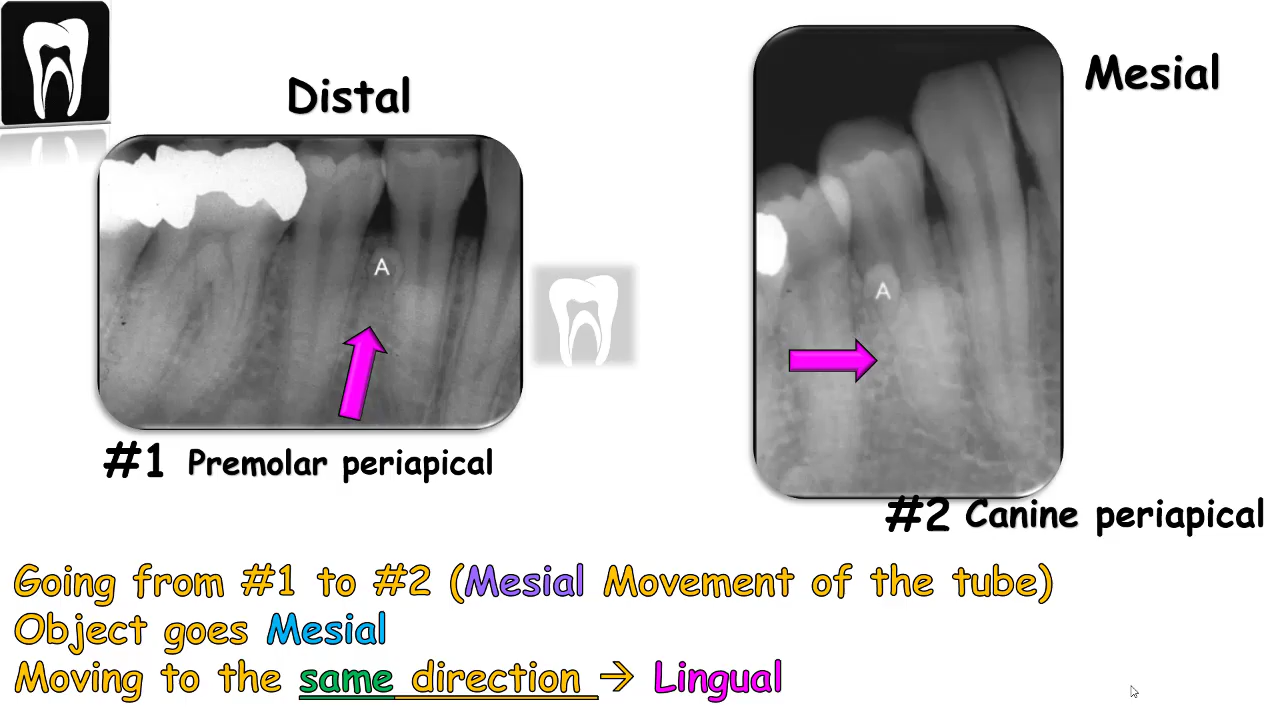 Distal
Mesial
A
A
#1 Premolar periapical
#2 Canine periapical
Going from #1 to #2 (Mesial Movement of the tube)
Object goes Mesial
Moving to the same direction → Lingual